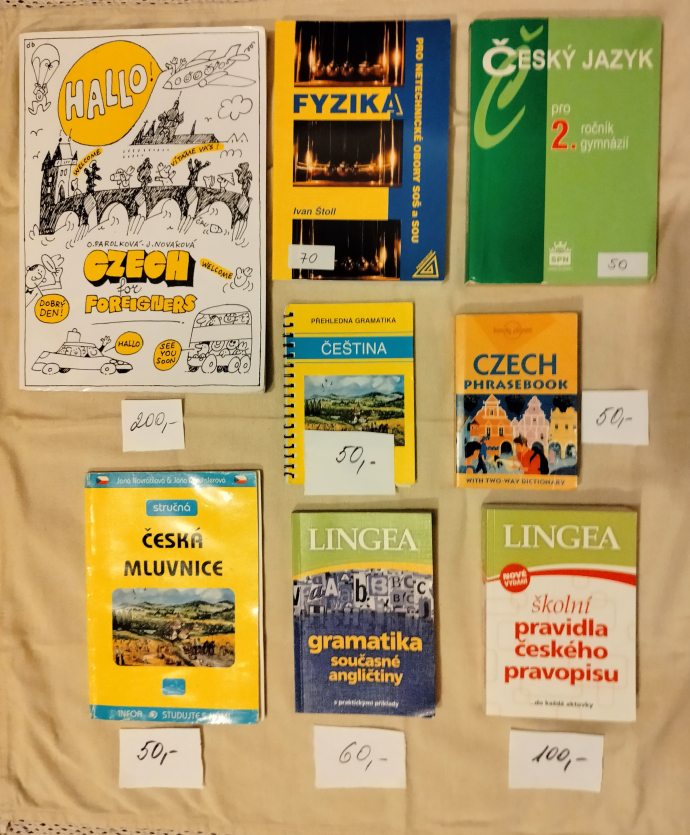 HALLO!
WELCOME
VÍTÁME VÁS!
O. PAROLKOVÁ - J. NOVÁKOVÁ
CZECH
for
FOREIGNERS
WELCOME
DOBRÝ
DEN!
HALLO
SEE
YOU
SOON
200,-
FYZIKA
PRO NETECHNICKÉ OBORY SOŠ a SOU
Ivan Štoll
70
ČESKÝ JAZYK
pro
2. ročník
gymnázií
SPN
50
PŘEHLEDNÁ GRAMATIKA
ČEŠTINA
50,-
CZECH
PHRASEBOOK
WITH TWO-WAY DICTIONARY
50,-
Jana Navrátilová & Jana
stručná
ČESKÁ
MLUVNICE
INFOA STUDUJTE S
50,-
LINGEA
gramatika
současné
angličtiny
s praktickými příklady
60,-
LINGEA
NOVÉ
VYDÁNÍ
školní
pravidla
českého
pravopisu
...do každé aktovky
100,-